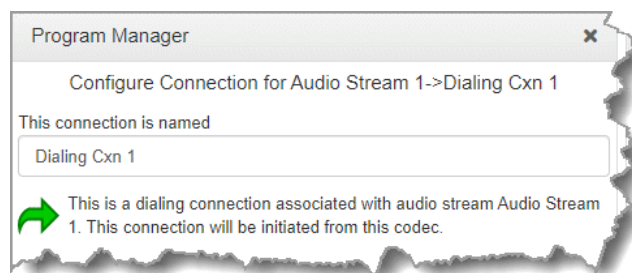 Program Manager ×
Configure Connection for Audio Stream 1->Dialing Cxn 1
This connection is named
Dialing Cxn 1
This is a dialing connection associated with audio stream Audio Stream
1. This connection will be initiated from this codec.